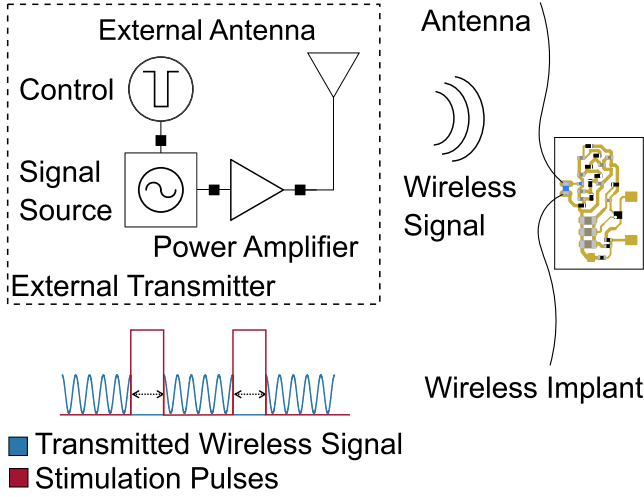 External Antenna
Control
Signal
Source
Power Amplifier
External Transmitter
Antenna
Wireless
Signal
Wireless Implant
Transmitted Wireless Signal
Stimulation Pulses